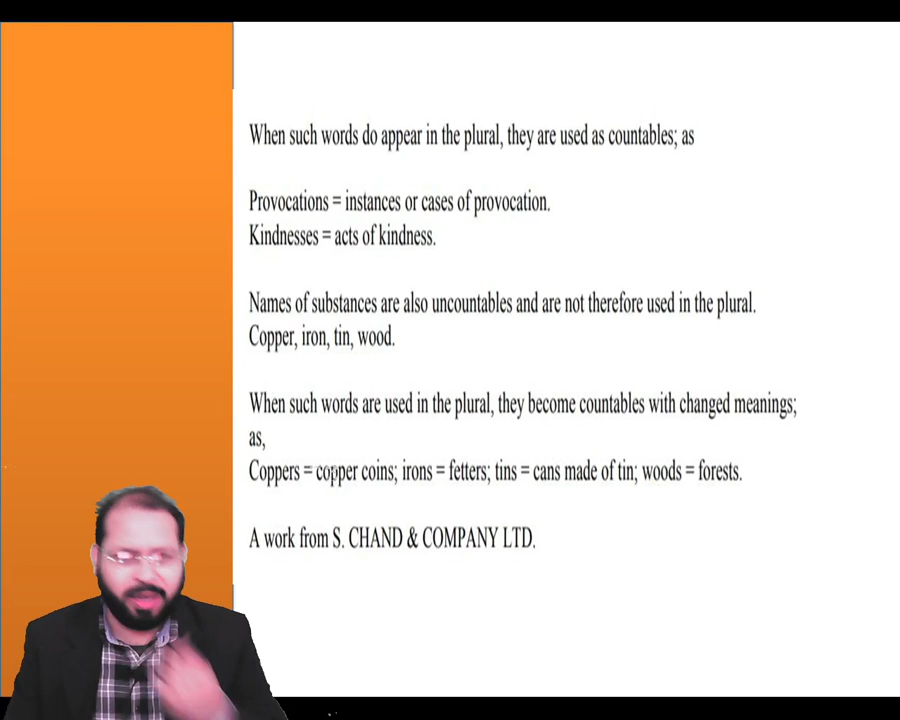 When such words do appear in the plural, they are used as countables; as
Provocations = instances or cases of provocation.
Kindnesses = acts of kindness.
Names of substances are also uncountables and are not therefore used in the plural.
Copper, iron, tin, wood.
When such words are used in the plural, they become countables with changed meanings;
as,
Coppers = copper coins; irons = fetters; tins = cans made of tin; woods = forests.
A work from S. CHAND & COMPANY LTD.